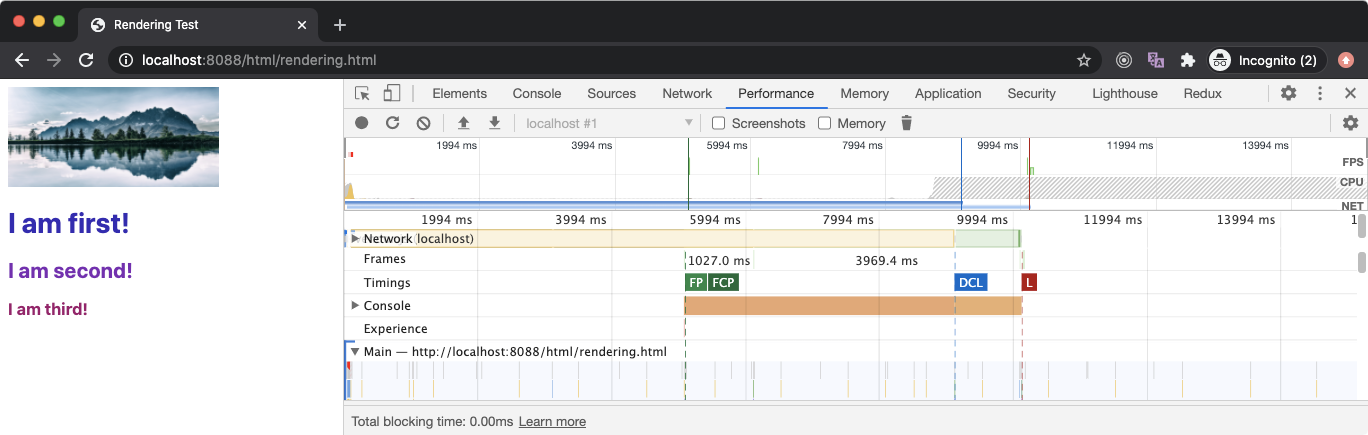 Rendering Test
localhost:8088/html/rendering.html
Incognito (2)
I am first!
I am second!
I am third!
Elements Console Sources Network Performance Memory Application Security Lighthouse Redux
localhost #1 Screenshots Memory
1994 ms 3994 ms 5994 ms 7994 ms 9994 ms 11994 ms 13994 ms
FPS
CPU
NET
1994 ms 3994 ms 5994 ms 7994 ms 9994 ms 11994 ms 13994 ms 1
Network (localhost)
Frames 1027.0 ms 3969.4 ms
Timings FP FCP DCL L
Console
Experience
Main — http://localhost:8088/html/rendering.html
Total blocking time: 0.00ms Learn more